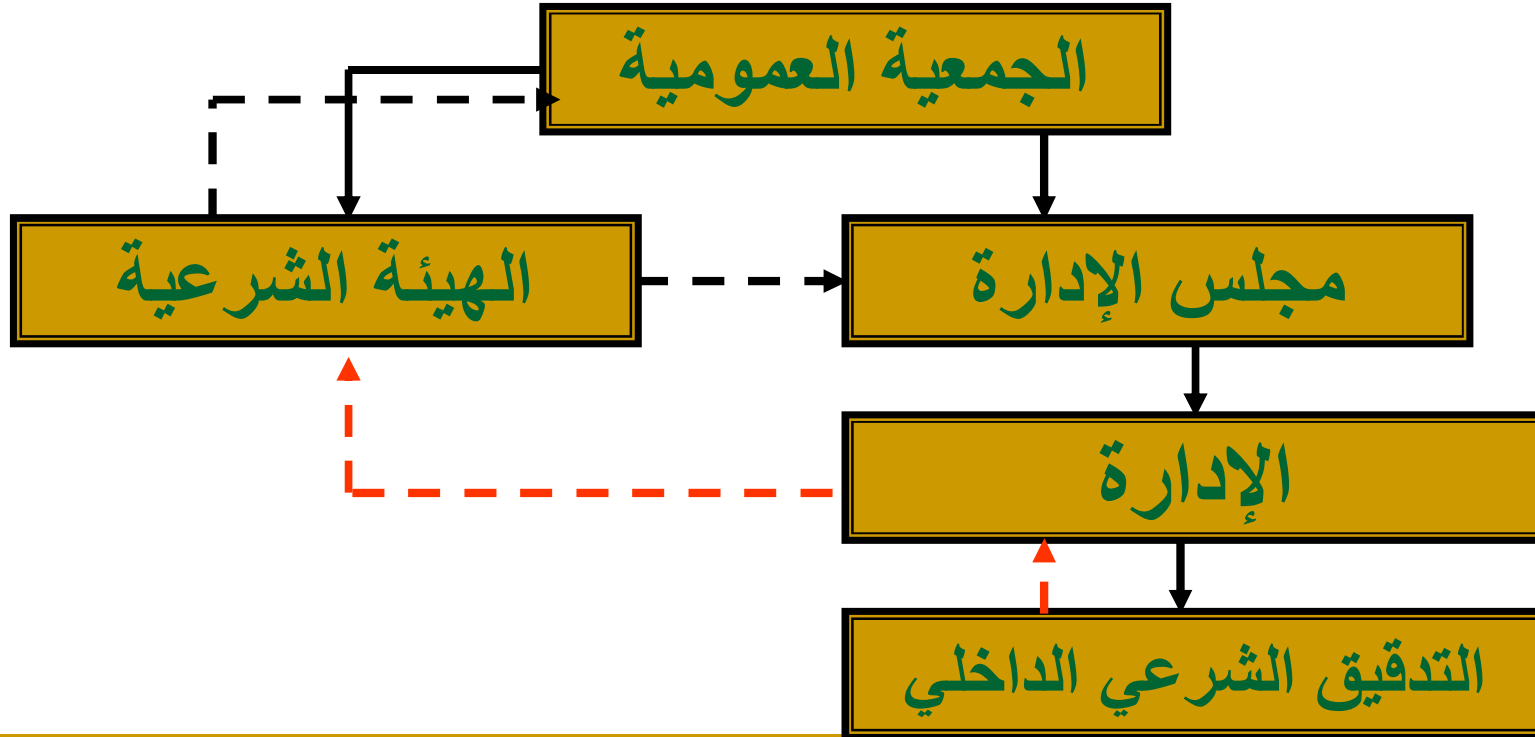 الجمعية العمومية
مجلس الإدارة
الهيئة الشرعية
الإدارة
التدقيق الشرعي الداخلي